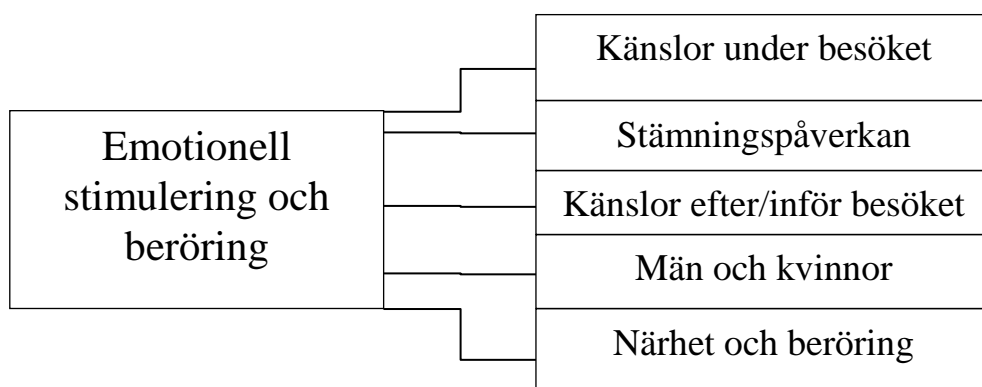 Emotionell
stimulering och
beröring
Känslor under besöket
Stämningspåverkan
Känslor efter/inför besöket
Män och kvinnor
Närhet och beröring